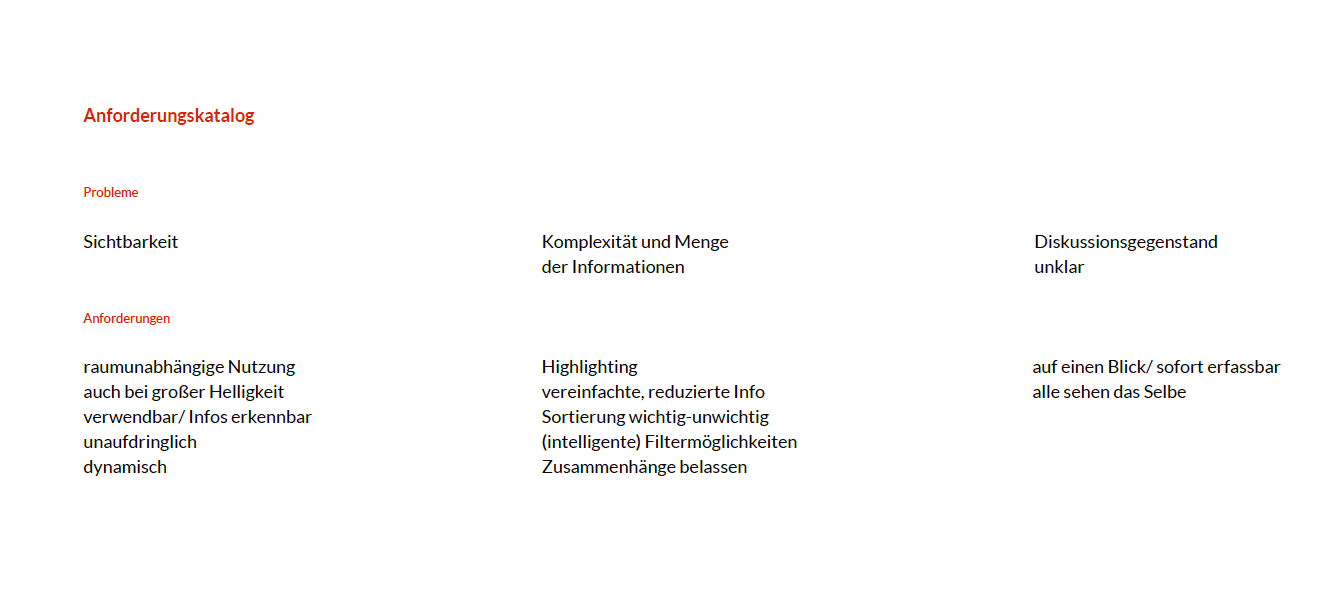 Anforderungskatalog
Probleme
Sichtbarkeit
Komplexität und Menge
der Informationen
Diskussionsgegenstand
unklar
Anforderungen
raumunabhängige Nutzung
auch bei großer Helligkeit
verwendbar/ Infos erkennbar
unaufdringlich
dynamisch
Highlighting
vereinfachte, reduzierte Info
Sortierung wichtig-unwichtig
(intelligente) Filtermöglichkeiten
Zusammenhänge belassen
auf einen Blick/ sofort erfassbar
alle sehen das Selbe